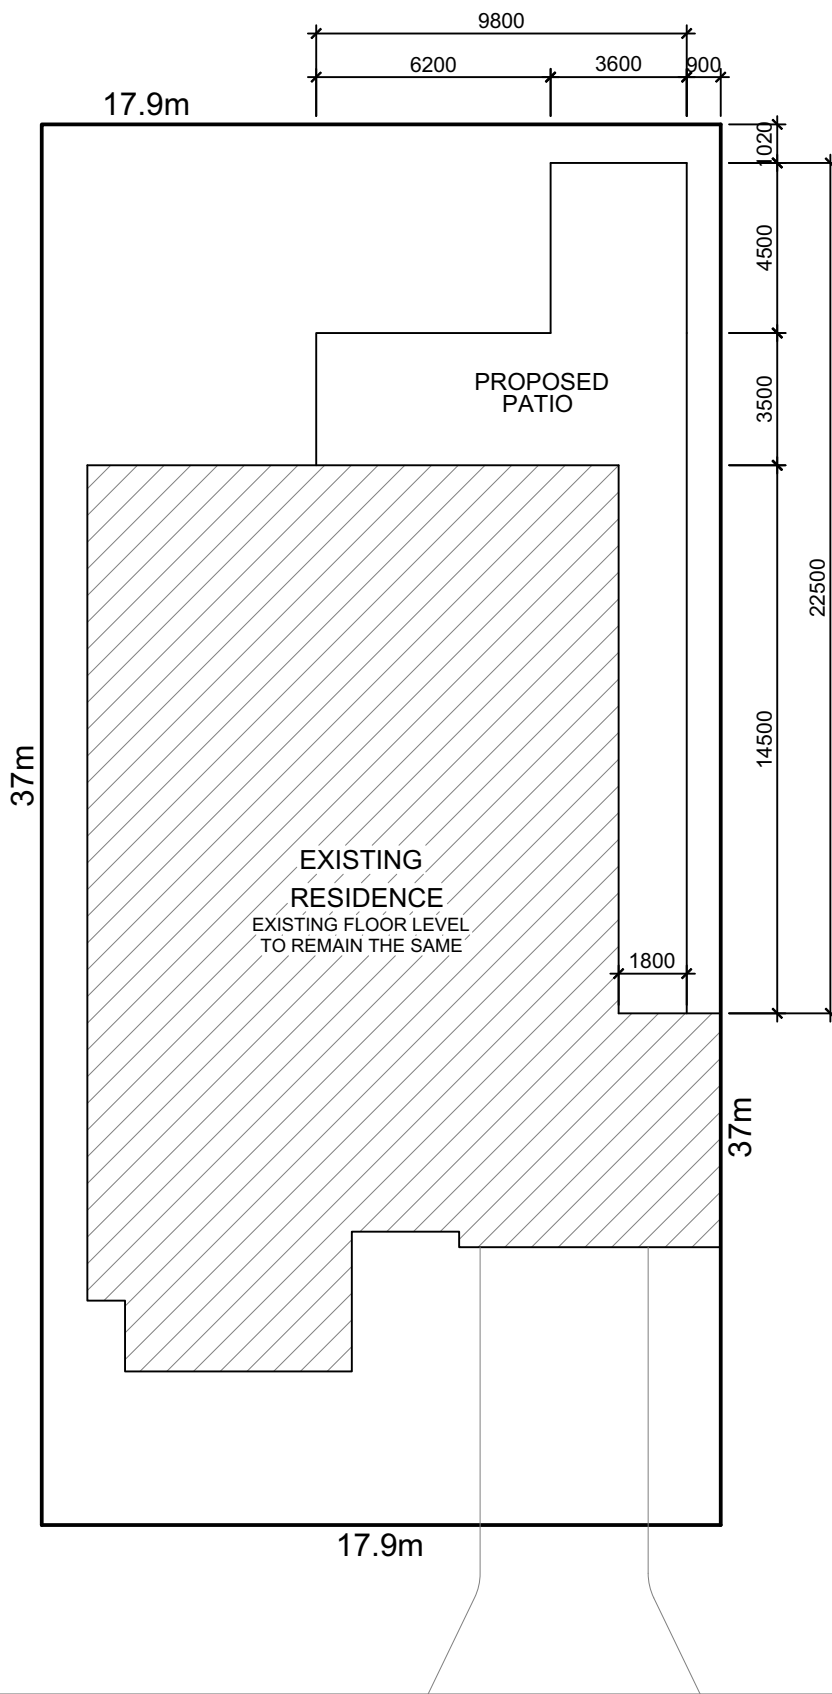 9800
6200
3600
900
17.9m
1020
4500
PROPOSED
PATIO
3500
22500
14500
37m
EXISTING
RESIDENCE
EXISTING FLOOR LEVEL
TO REMAIN THE SAME
1800
37m
17.9m